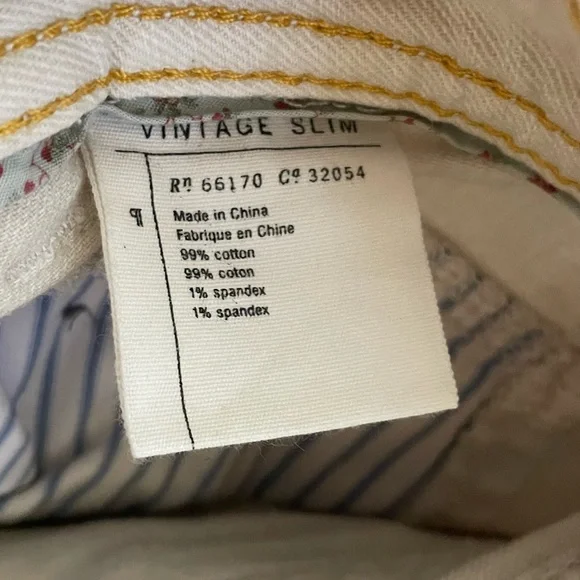 VINTAGE SLIM
Rn 66170 Ca 32054
¶
Made in China
Fabrique en Chine
99% cotton
99% coton
1% spandex
1% spandex